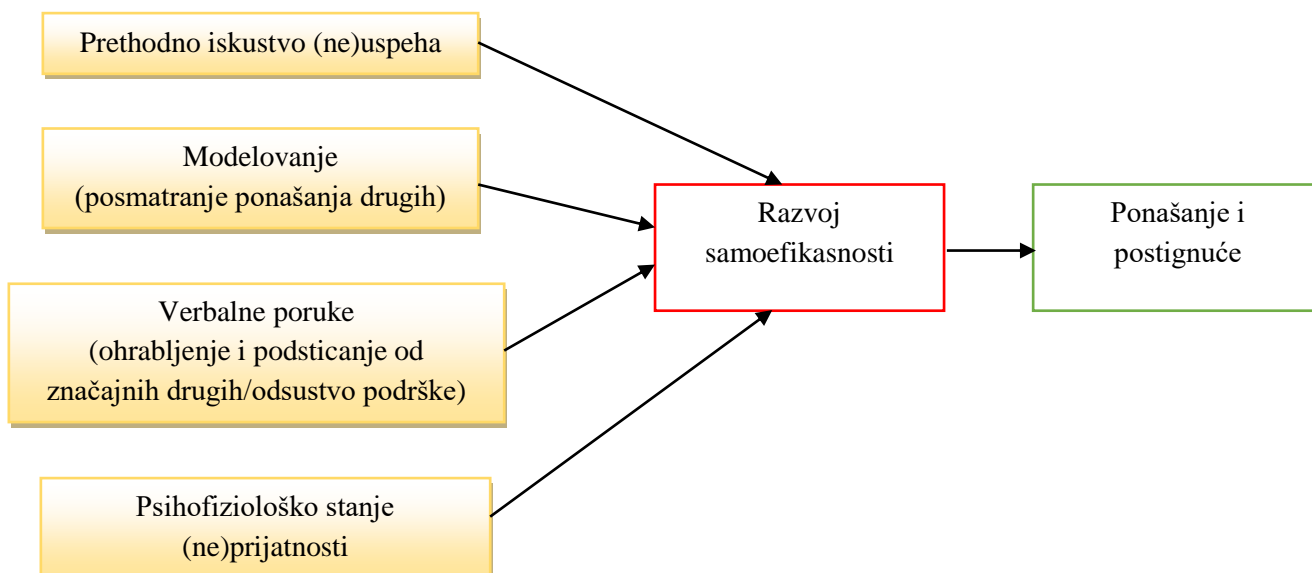 Prethodno iskustvo (ne)uspeha
Modelovanje
(posmatranje ponašanja drugih)
Verbalne poruke
(ohrabljenje i podsticanje od
značajnih drugih/odsustvo podrške)
Psihofiziološko stanje
(ne)prijatnosti
Razvoj
samoefikasnosti
Ponašanje i
postignuće